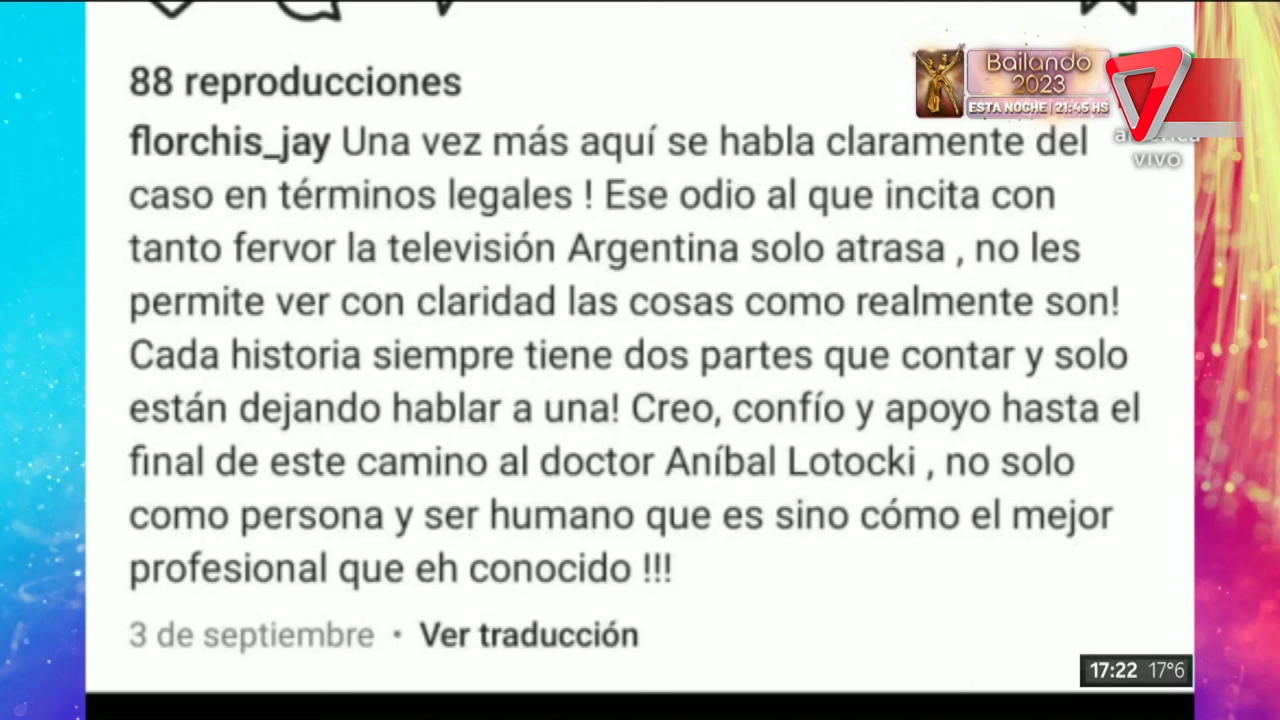 88 reproducciones
florchis_jay Una vez más aquí se habla claramente del
caso en términos legales ! Ese odio al que incita con
tanto fervor la televisión Argentina solo atrasa , no les
permite ver con claridad las cosas como realmente son!
Cada historia siempre tiene dos partes que contar y solo
están dejando hablar a una! Creo, confío y apoyo hasta el
final de este camino al doctor Aníbal Lotocki , no solo
como persona y ser humano que es sino cómo el mejor
profesional que eh conocido !!!
3 de septiembre • Ver traducción
Bailando
2023
ESTA NOCHE | 21:45 HS
américa
VIVO
17:22 17°6